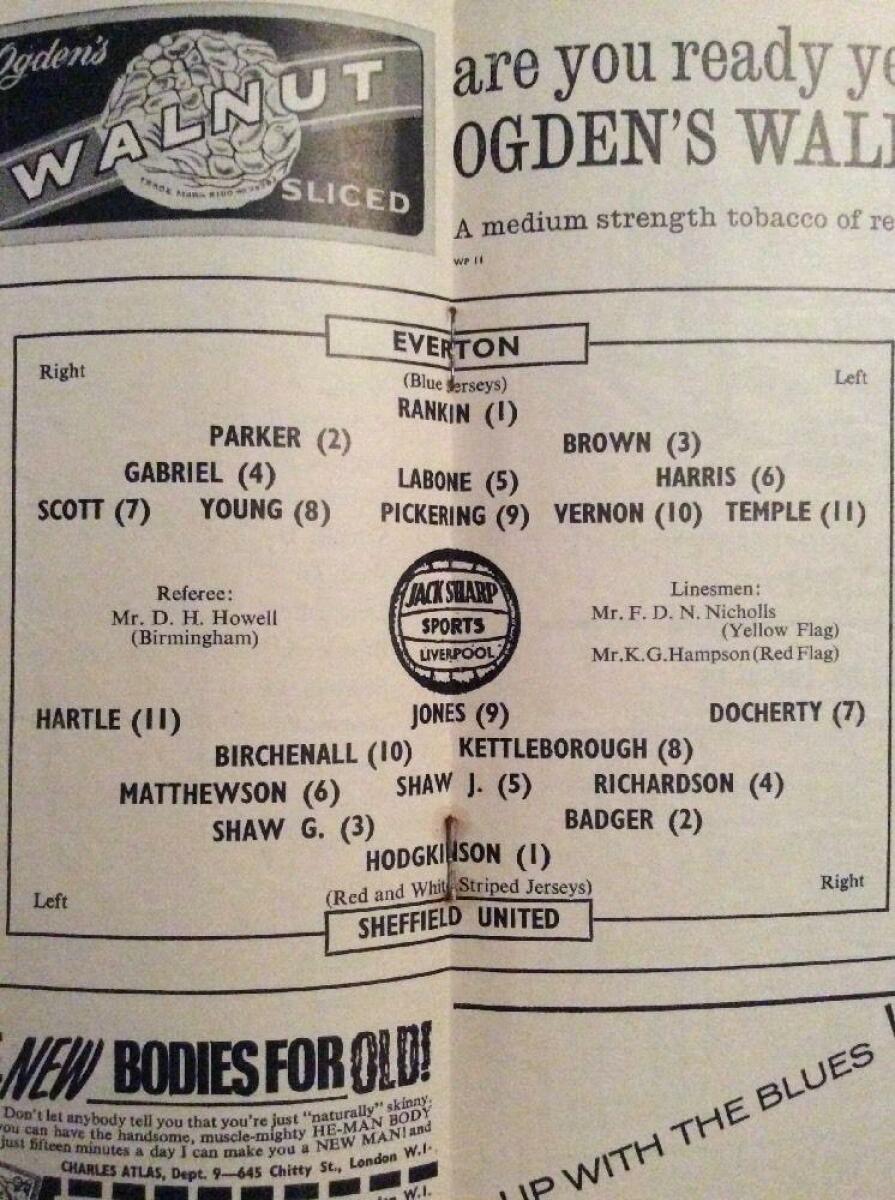 Ogden's
WALNUT
SLICED
are you ready
OGDEN'S
A medium strength tobacco of
WP 11
EVERTON
Right
(Blue Jerseys)
Left
RANKIN (1)
PARKER (2) BROWN (3)
GABRIEL (4) LABONE (5) HARRIS (6)
SCOTT (7) YOUNG (8) PICKERING (9) VERNON (10) TEMPLE (11)
Referee:
Mr. D. H. Howell
(Birmingham)
JACK SHARP
SPORTS
LIVERPOOL
Linesmen:
Mr. F. D. N. Nicholls
(Yellow Flag)
Mr.K.G.Hampson(Red Flag)
HARTLE (11) JONES (9) DOCHERTY (7)
BIRCHENALL (10) KETTLEBOROUGH (8)
MATTHEWSON (6) SHAW J. (5) RICHARDSON (4)
SHAW G. (3) BADGER (2)
HODGKINSON (1)
Left
(Red and White Striped Jerseys)
Right
SHEFFIELD UNITED
NEW BODIES FOR OLD!
Don't let anybody tell you that you're just "naturally" skinny.
you can have the handsome, muscle-mighty HE-MAN BODY
just fifteen minutes a day I can make you a NEW MAN! and
CHARLES ATLAS, Dept. 9—645 Chitty St., London W.1.
W.1.
UP WITH THE BLUES